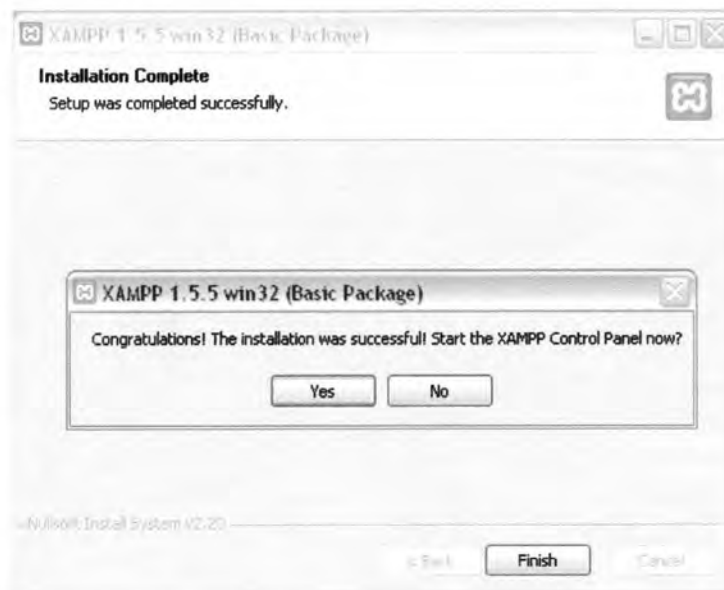 XAMPP 1.5.5 win32 (Basic Package)
Installation Complete
Setup was completed successfully.
XAMPP 1.5.5 win32 (Basic Package)
Congratulations! The installation was successful! Start the XAMPP Control Panel now?
Yes No
Nullsoft Install System v2.20
< Back Finish Cancel